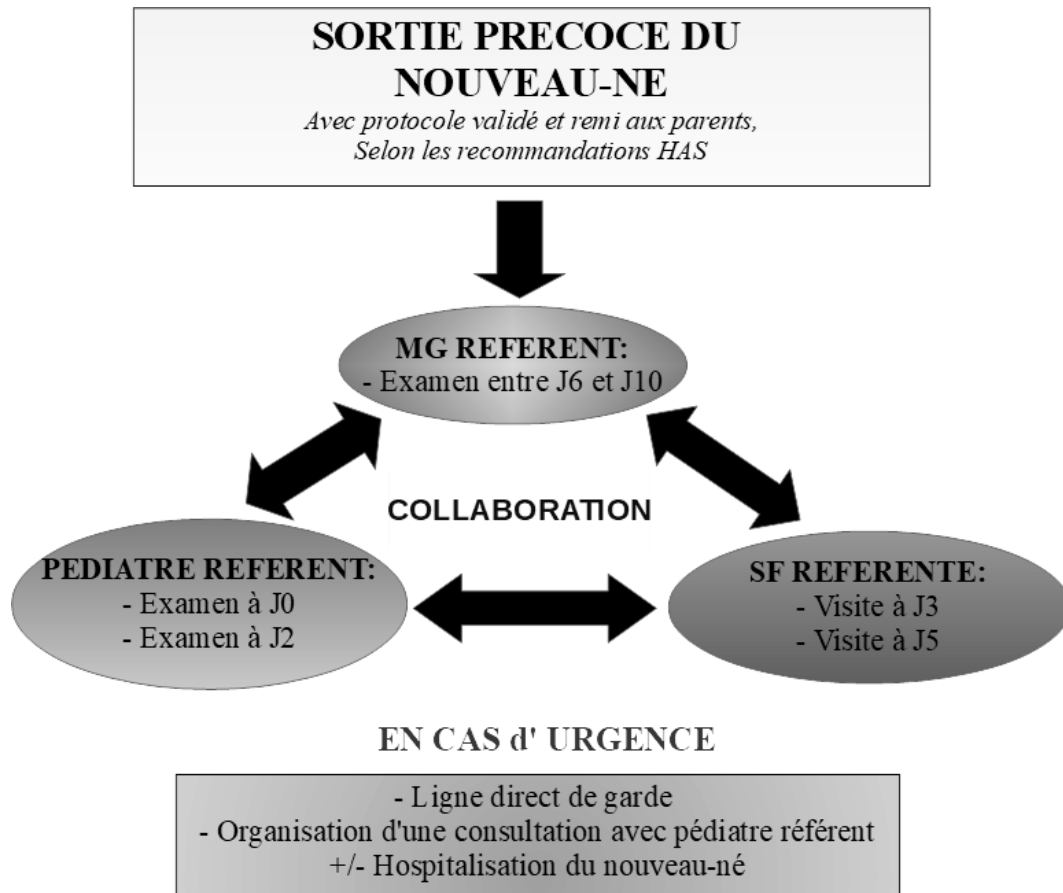 SORTIE PRECOCE DU
NOUVEAU-NE
Avec protocole validé et remi aux parents,
Selon les recommandations HAS
MG REFERENT:
- Examen entre J6 et J10
COLLABORATION
PEDIATRE REFERENT:
- Examen à J0
- Examen à J2
SF REFERENTE:
- Visite à J3
- Visite à J5
EN CAS d' URGENCE
- Ligne direct de garde
- Organisation d'une consultation avec pédiatre référent
+/- Hospitalisation du nouveau-né